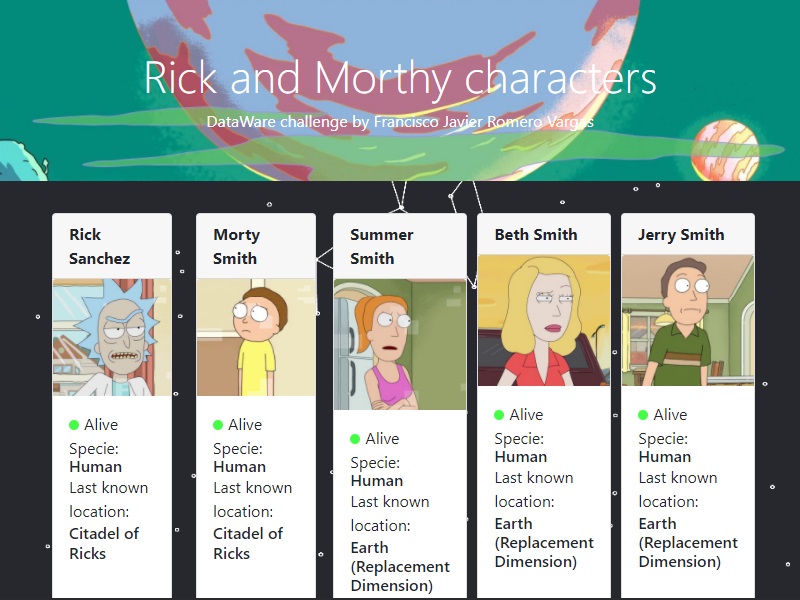 Rick and Morthy characters
DataWare challenge by Francisco Javier Romero Vargas
Rick
Sanchez
Alive
Specie:
Human
Last known
location:
Citadel of
Ricks
Morty
Smith
Alive
Specie:
Human
Last known
location:
Citadel of
Ricks
Summer
Smith
Alive
Specie:
Human
Last known
location:
Earth
(Replacement
Dimension)
Beth Smith
Alive
Specie:
Human
Last known
location:
Earth
(Replacement
Dimension)
Jerry Smith
Alive
Specie:
Human
Last known
location:
Earth
(Replacement
Dimension)